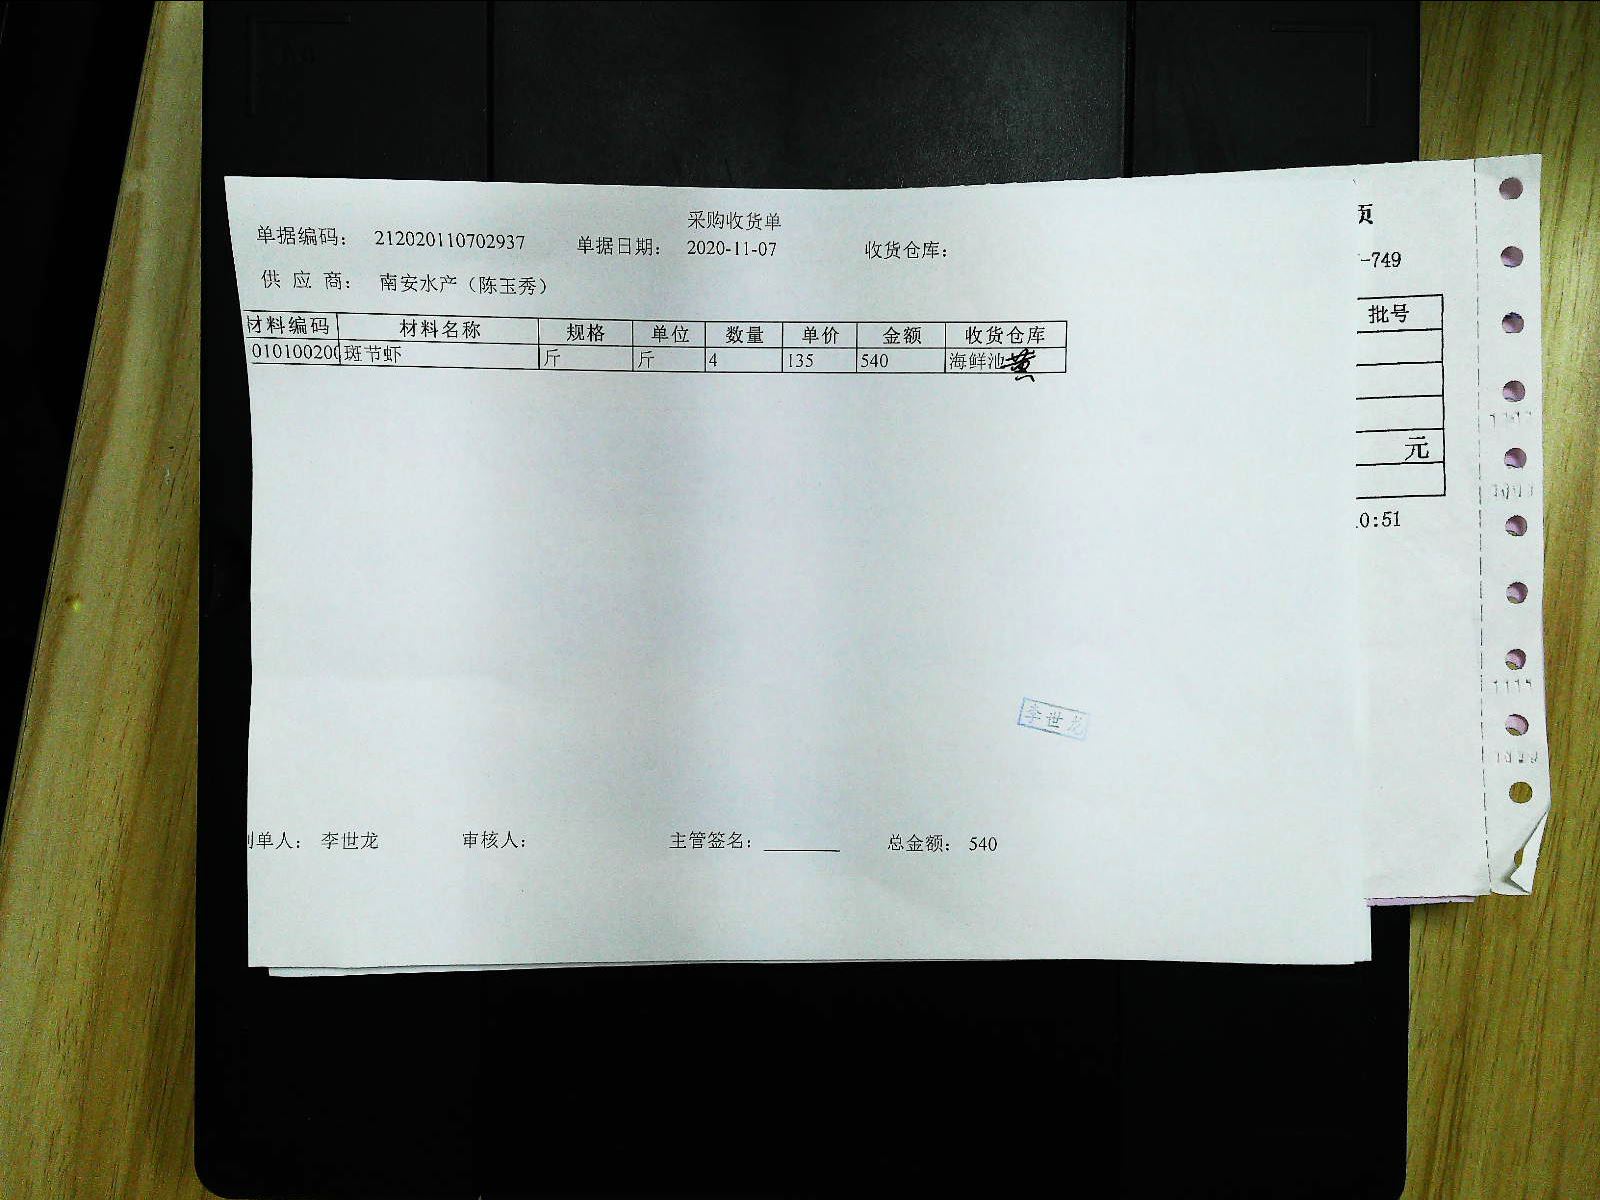 采购收货单
单据编码： 212020110702937 单据日期： 2020-11-07 收货仓库：
供 应 商： 南安水产（陈玉秀）
材料编码 材料名称 规格 单位 数量 单价 金额 收货仓库
010100200 斑节虾 斤 斤 4 135 540 海鲜池 黄
李世龙
制单人： 李世龙 审核人： 主管签名： 总金额： 540
页
-749
批号
元
0:51